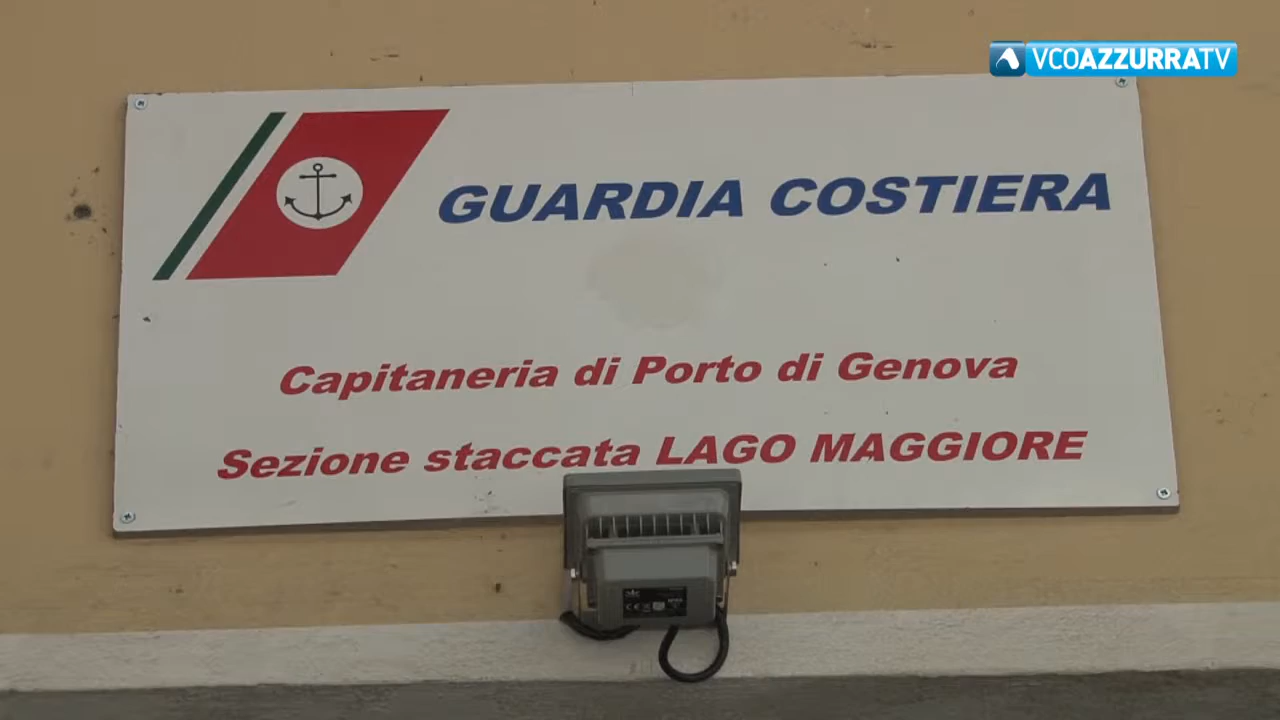 VCOAZZURRATV
GUARDIA COSTIERA
Capitaneria di Porto di Genova
Sezione staccata LAGO MAGGIORE